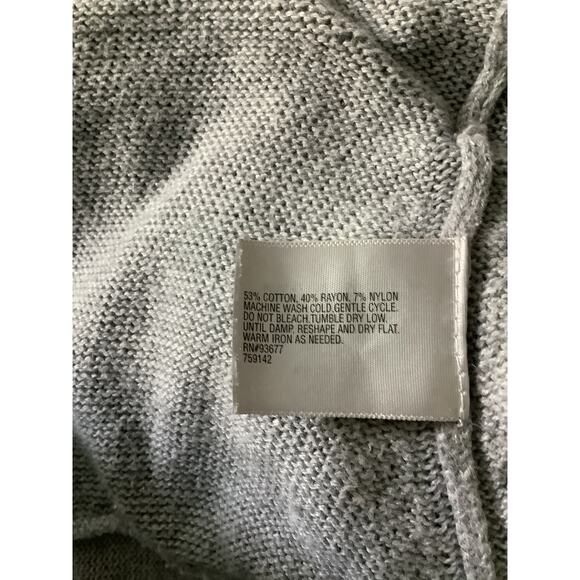 53% COTTON, 40% RAYON, 7% NYLON
MACHINE WASH COLD.GENTLE CYCLE.
DO NOT BLEACH.TUMBLE DRY LOW.
UNTIL DAMP. RESHAPE AND DRY FLAT.
WARM IRON AS NEEDED.
RN#93677
759142